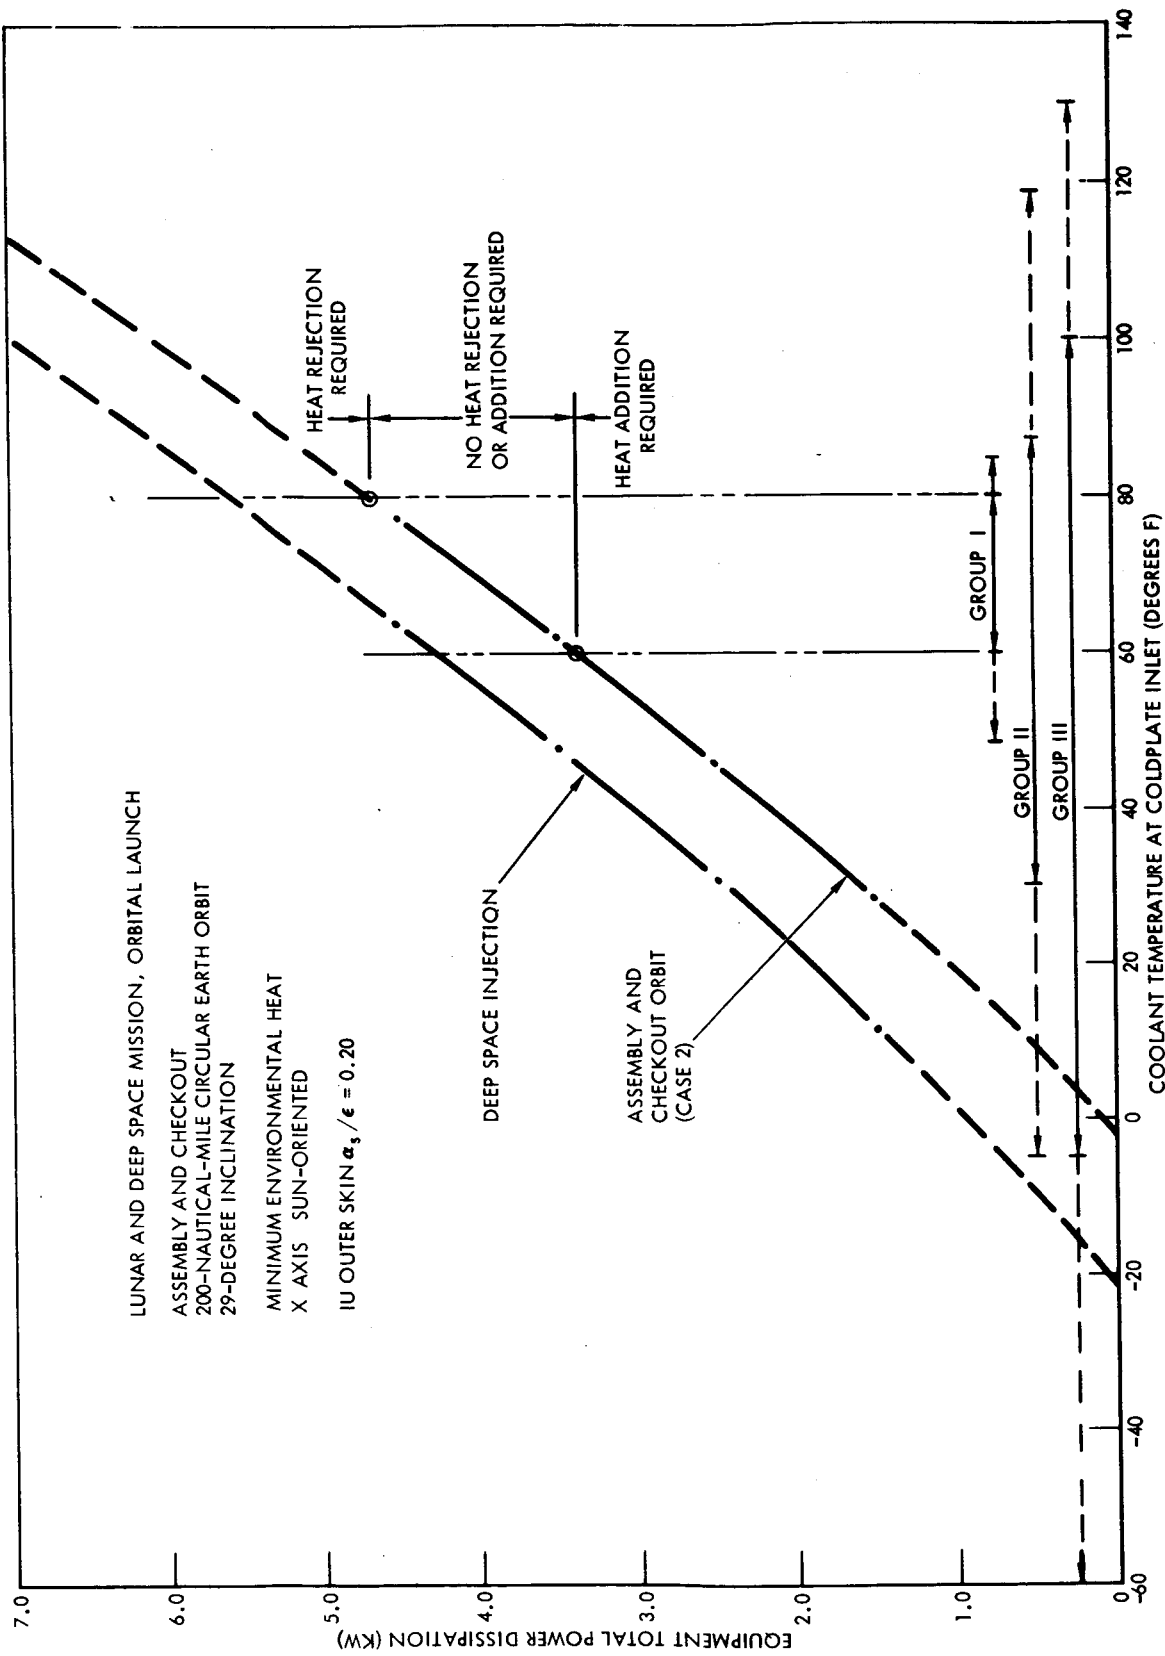 LUNAR AND DEEP SPACE MISSION, ORBITAL LAUNCH
ASSEMBLY AND CHECKOUT
200-NAUTICAL-MILE CIRCULAR EARTH ORBIT
29-DEGREE INCLINATION
MINIMUM ENVIRONMENTAL HEAT
X AXIS SUN-ORIENTED
IU OUTER SKIN αs/ε = 0.20
HEAT REJECTION
REQUIRED
NO HEAT REJECTION
OR ADDITION REQUIRED
HEAT ADDITION
REQUIRED
DEEP SPACE INJECTION
ASSEMBLY AND
CHECKOUT ORBIT
(CASE 2)
GROUP I
GROUP II
GROUP III
EQUIPMENT TOTAL POWER DISSIPATION (KW)
7.0
6.0
5.0
4.0
3.0
2.0
1.0
0
-60
-40
-20
0
20
40
60
80
100
120
140
COOLANT TEMPERATURE AT COLDPLATE INLET (DEGREES F)